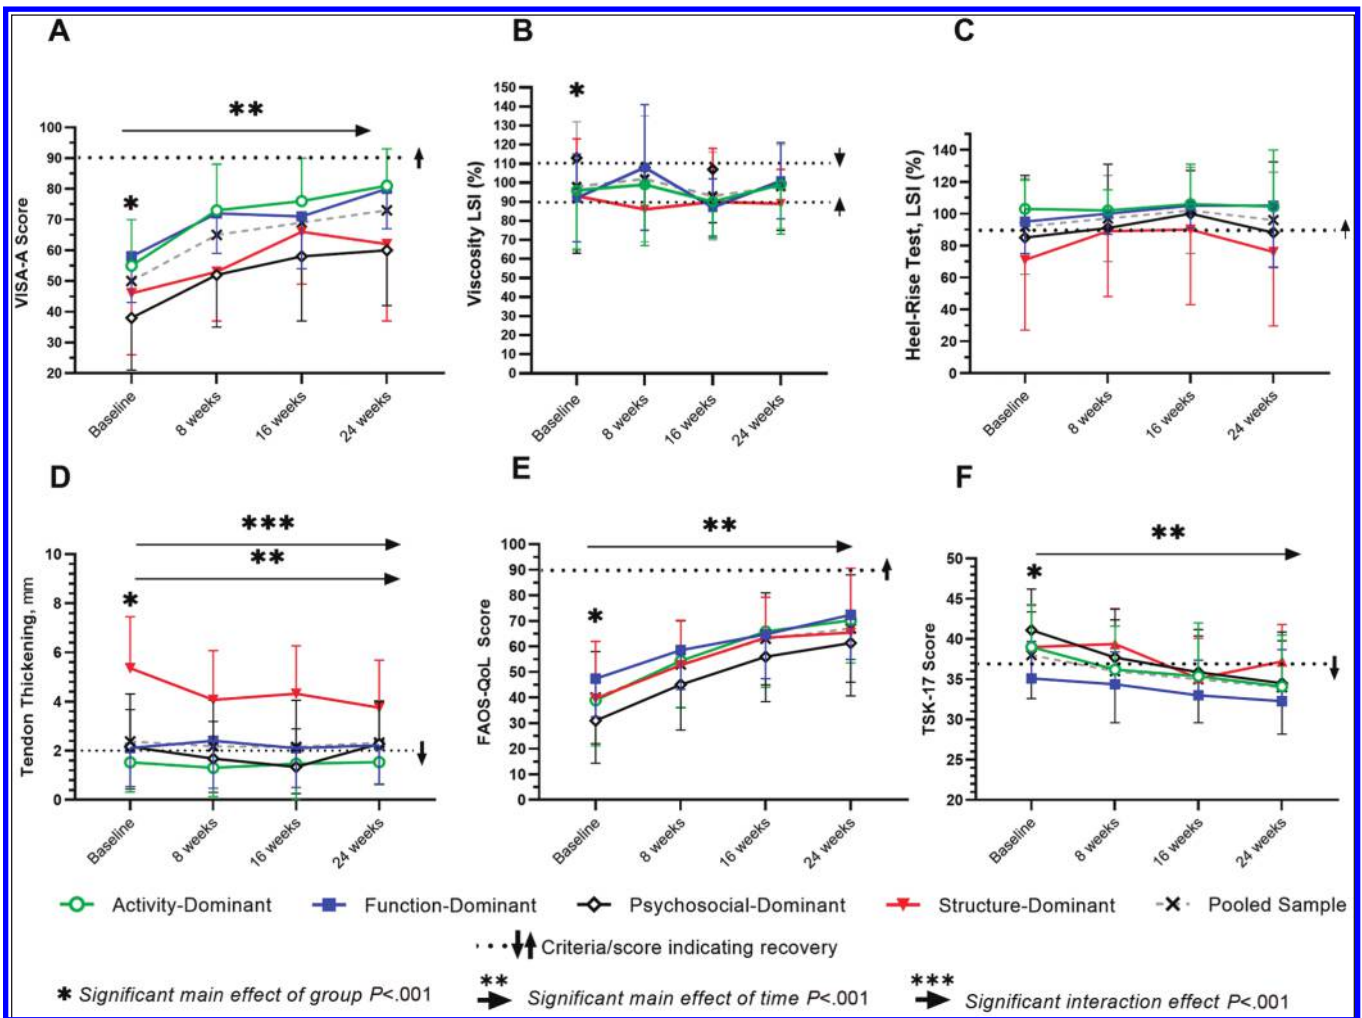 A
B
C
**
*
VISA-A Score
100
90
80
70
60
50
40
30
20
Baseline
8 weeks
16 weeks
24 weeks
*
Viscosity LSI (%)
150
140
130
120
110
100
90
80
70
60
50
40
30
20
10
0
Baseline
8 weeks
16 weeks
24 weeks
Heel-Rise Test, LSI (%)
140
120
100
80
60
40
20
0
Baseline
8 weeks
16 weeks
24 weeks
D
E
F
***
**
*
Tendon Thickening, mm
10
8
6
4
2
0
Baseline
8 weeks
16 weeks
24 weeks
**
*
FAOS-QoL Score
100
90
80
70
60
50
40
30
20
10
0
Baseline
8 weeks
16 weeks
24 weeks
**
*
TSK-17 Score
50
45
40
35
30
25
20
Baseline
8 weeks
16 weeks
24 weeks
Activity-Dominant Function-Dominant Psychosocial-Dominant Structure-Dominant Pooled Sample
Criteria/score indicating recovery
* Significant main effect of group P<.001
** Significant main effect of time P<.001
*** Significant interaction effect P<.001